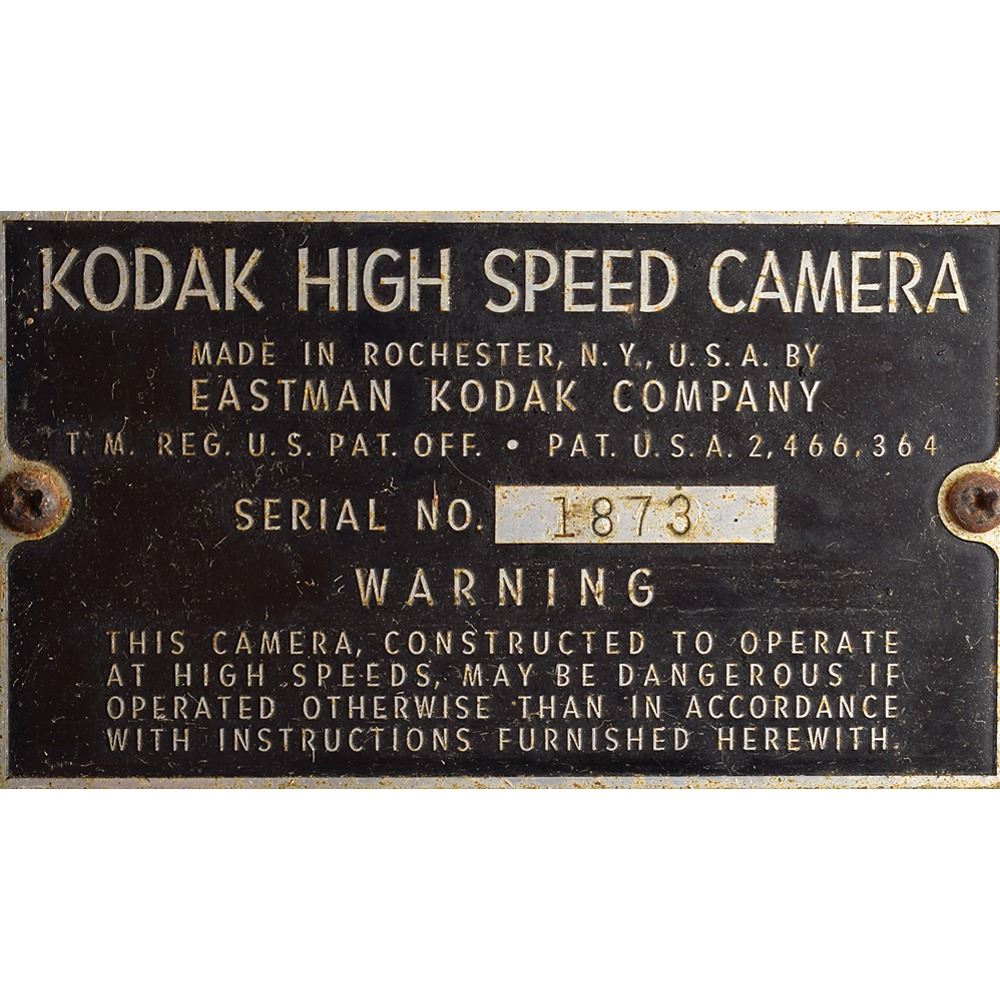 KODAK HIGH SPEED CAMERA
MADE IN ROCHESTER, N.Y., U.S.A. BY
EASTMAN KODAK COMPANY
T. M. REG. U.S. PAT. OFF. • PAT. U.S.A. 2,466,364
SERIAL NO. 1873
WARNING
THIS CAMERA, CONSTRUCTED TO OPERATE
AT HIGH SPEEDS, MAY BE DANGEROUS IF
OPERATED OTHERWISE THAN IN ACCORDANCE
WITH INSTRUCTIONS FURNISHED HEREWITH.